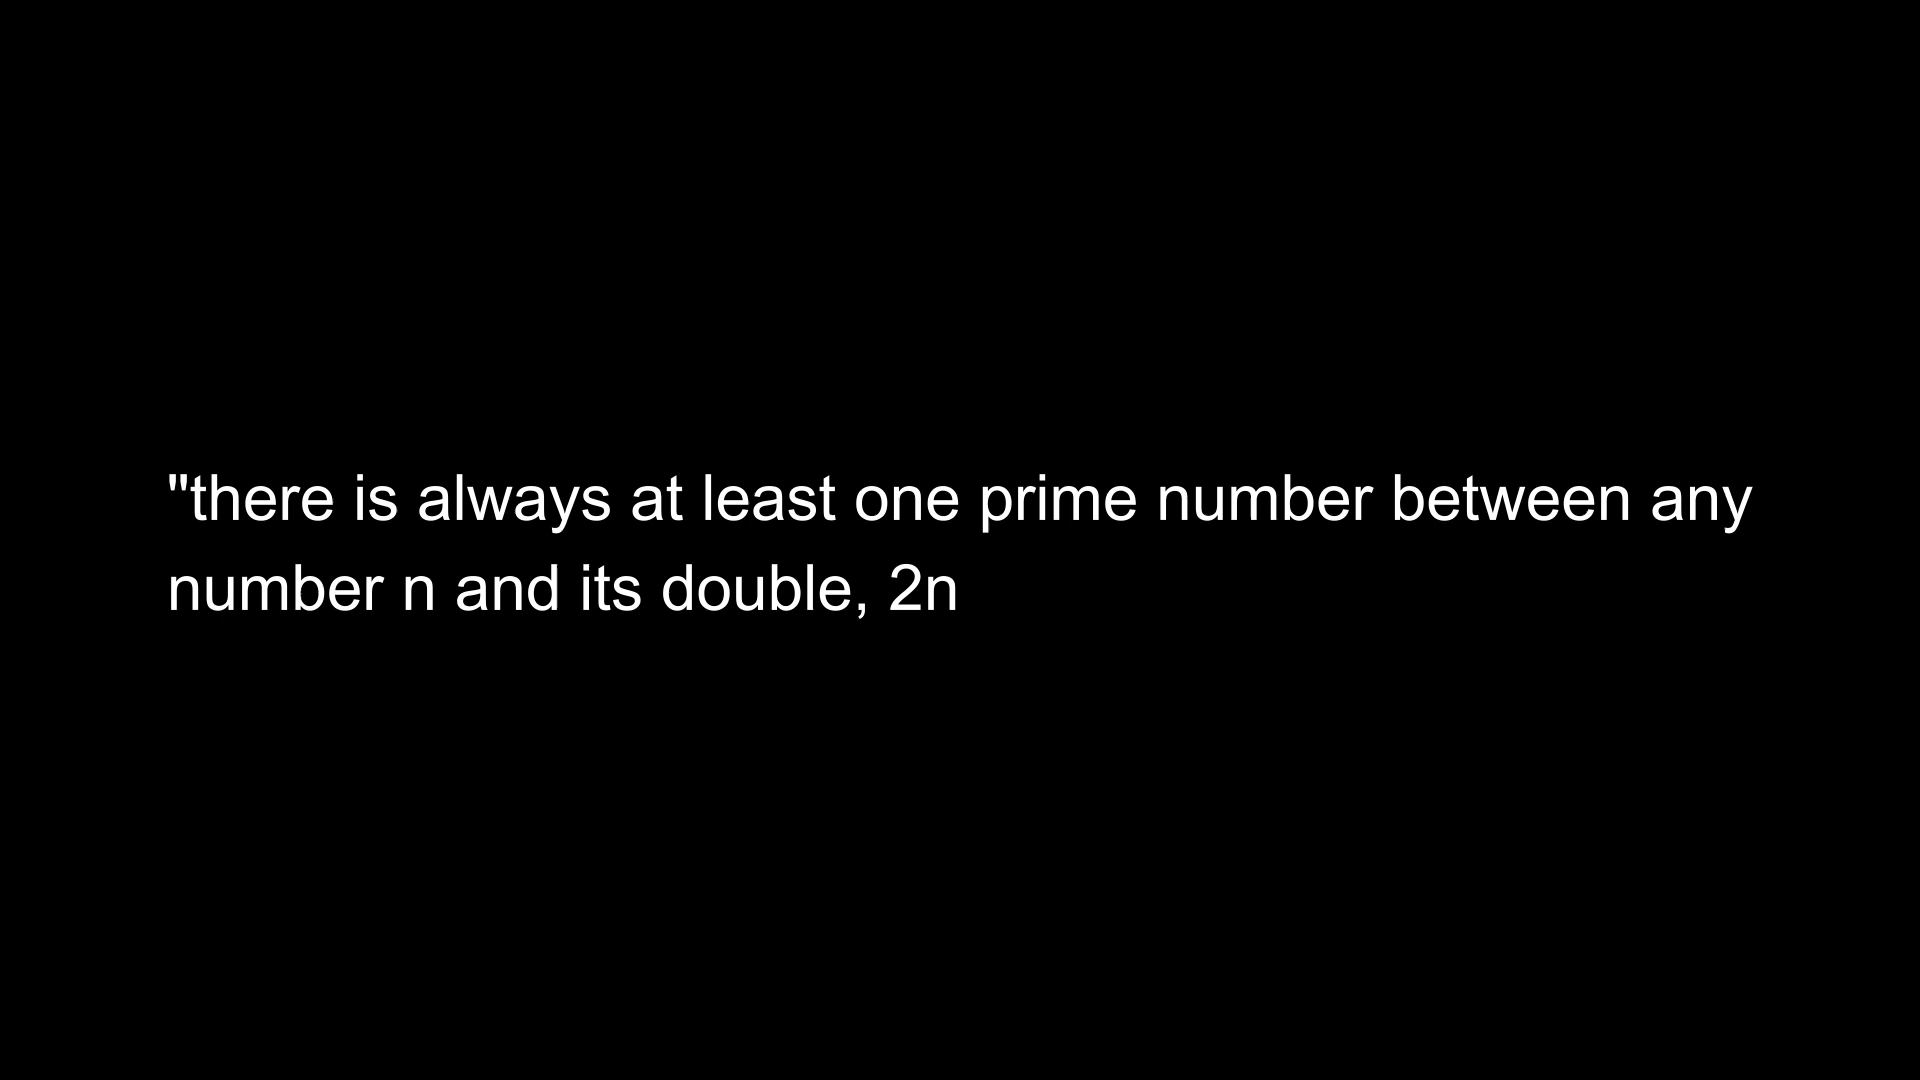 "there is always at least one prime number between any
number n and its double, 2n